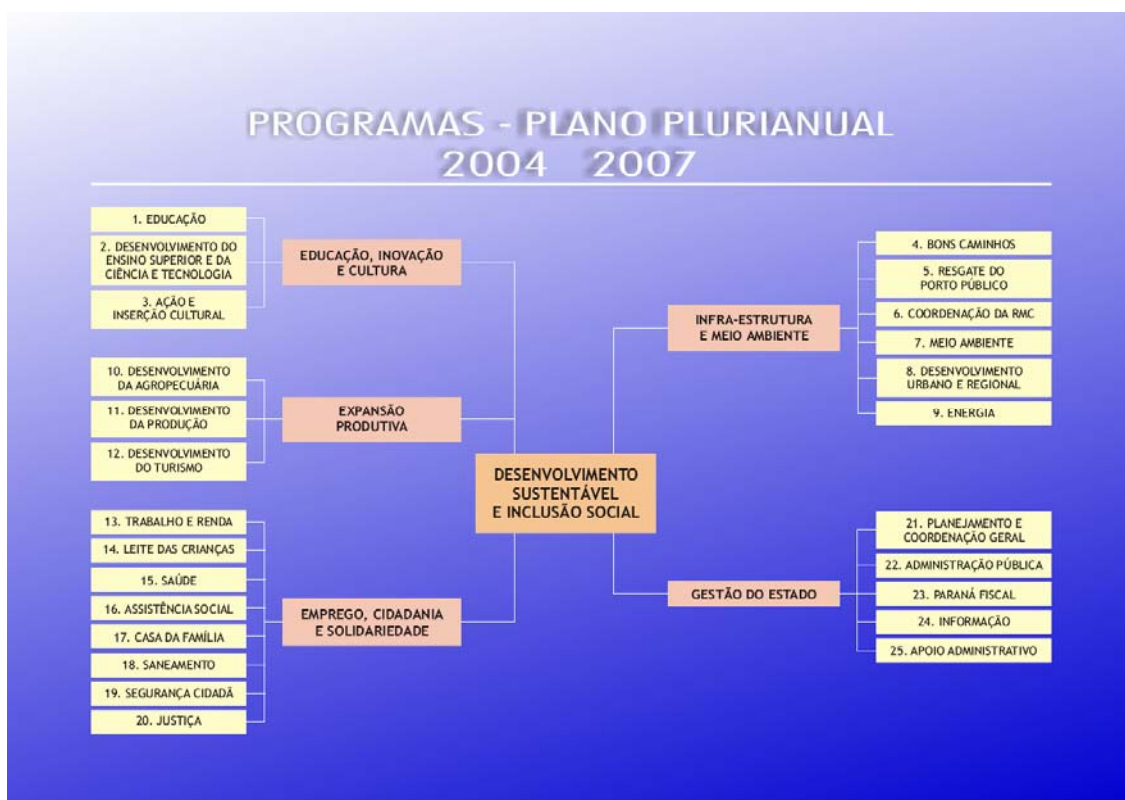 PROGRAMAS - PLANO PLURIANUAL
2004 2007
1. EDUCAÇÃO
2. DESENVOLVIMENTO DO
ENSINO SUPERIOR E DA
CIÊNCIA E TECNOLOGIA
3. AÇÃO E
INSERÇÃO CULTURAL
EDUCAÇÃO, INOVAÇÃO
E CULTURA
10. DESENVOLVIMENTO
DA AGROPECUÁRIA
11. DESENVOLVIMENTO
DA PRODUÇÃO
12. DESENVOLVIMENTO
DO TURISMO
EXPANSÃO
PRODUTIVA
13. TRABALHO E RENDA
14. LEITE DAS CRIANÇAS
15. SAÚDE
16. ASSISTÊNCIA SOCIAL
17. CASA DA FAMÍLIA
18. SANEAMENTO
19. SEGURANÇA CIDADÃ
20. JUSTIÇA
EMPREGO, CIDADANIA
E SOLIDARIEDADE
DESENVOLVIMENTO
SUSTENTÁVEL
E INCLUSÃO SOCIAL
INFRA-ESTRUTURA
E MEIO AMBIENTE
4. BONS CAMINHOS
5. RESGATE DO
PORTO PÚBLICO
6. COORDENAÇÃO DA RMC
7. MEIO AMBIENTE
8. DESENVOLVIMENTO
URBANO E REGIONAL
9. ENERGIA
GESTÃO DO ESTADO
21. PLANEJAMENTO E
COORDENAÇÃO GERAL
22. ADMINISTRAÇÃO PÚBLICA
23. PARANÁ FISCAL
24. INFORMAÇÃO
25. APOIO ADMINISTRATIVO